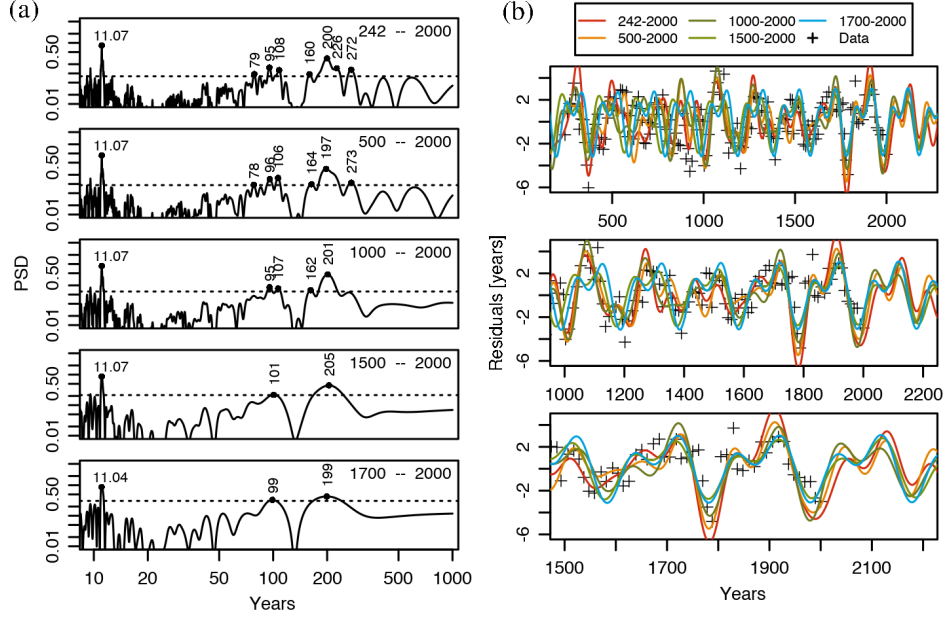 (a)
(b)
242-2000 1000-2000 1700-2000
500-2000 1500-2000 Data
PSD
0.50
0.01
11.07
79
95
108
160
200
226
272
242 -- 2000
0.50
0.01
11.07
78
96
106
164
197
273
500 -- 2000
0.50
0.01
11.07
95
107
162
201
1000 -- 2000
0.50
0.01
11.07
101
205
1500 -- 2000
0.50
0.01
11.04
99
199
1700 -- 2000
10 20 50 100 200 500 1000
Years
Residuals [years]
2
-2
-6
500 1000 1500 2000
2
-2
-6
1000 1200 1400 1600 1800 2000 2200
2
-2
-6
1500 1700 1900 2100
Years